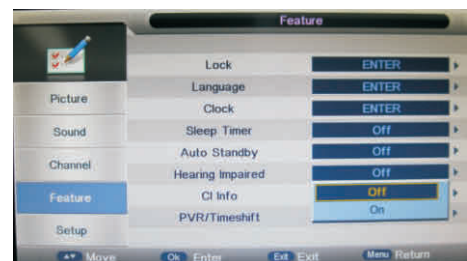 Feature
Lock ENTER
Picture
Language ENTER
Clock ENTER
Sound
Sleep Timer Off
Auto Standby Off
Channel
Hearing Impaired Off
Feature
CI Info Off
PVR/Timeshift On
Setup
Move Ok Enter Exit Exit Menu Return